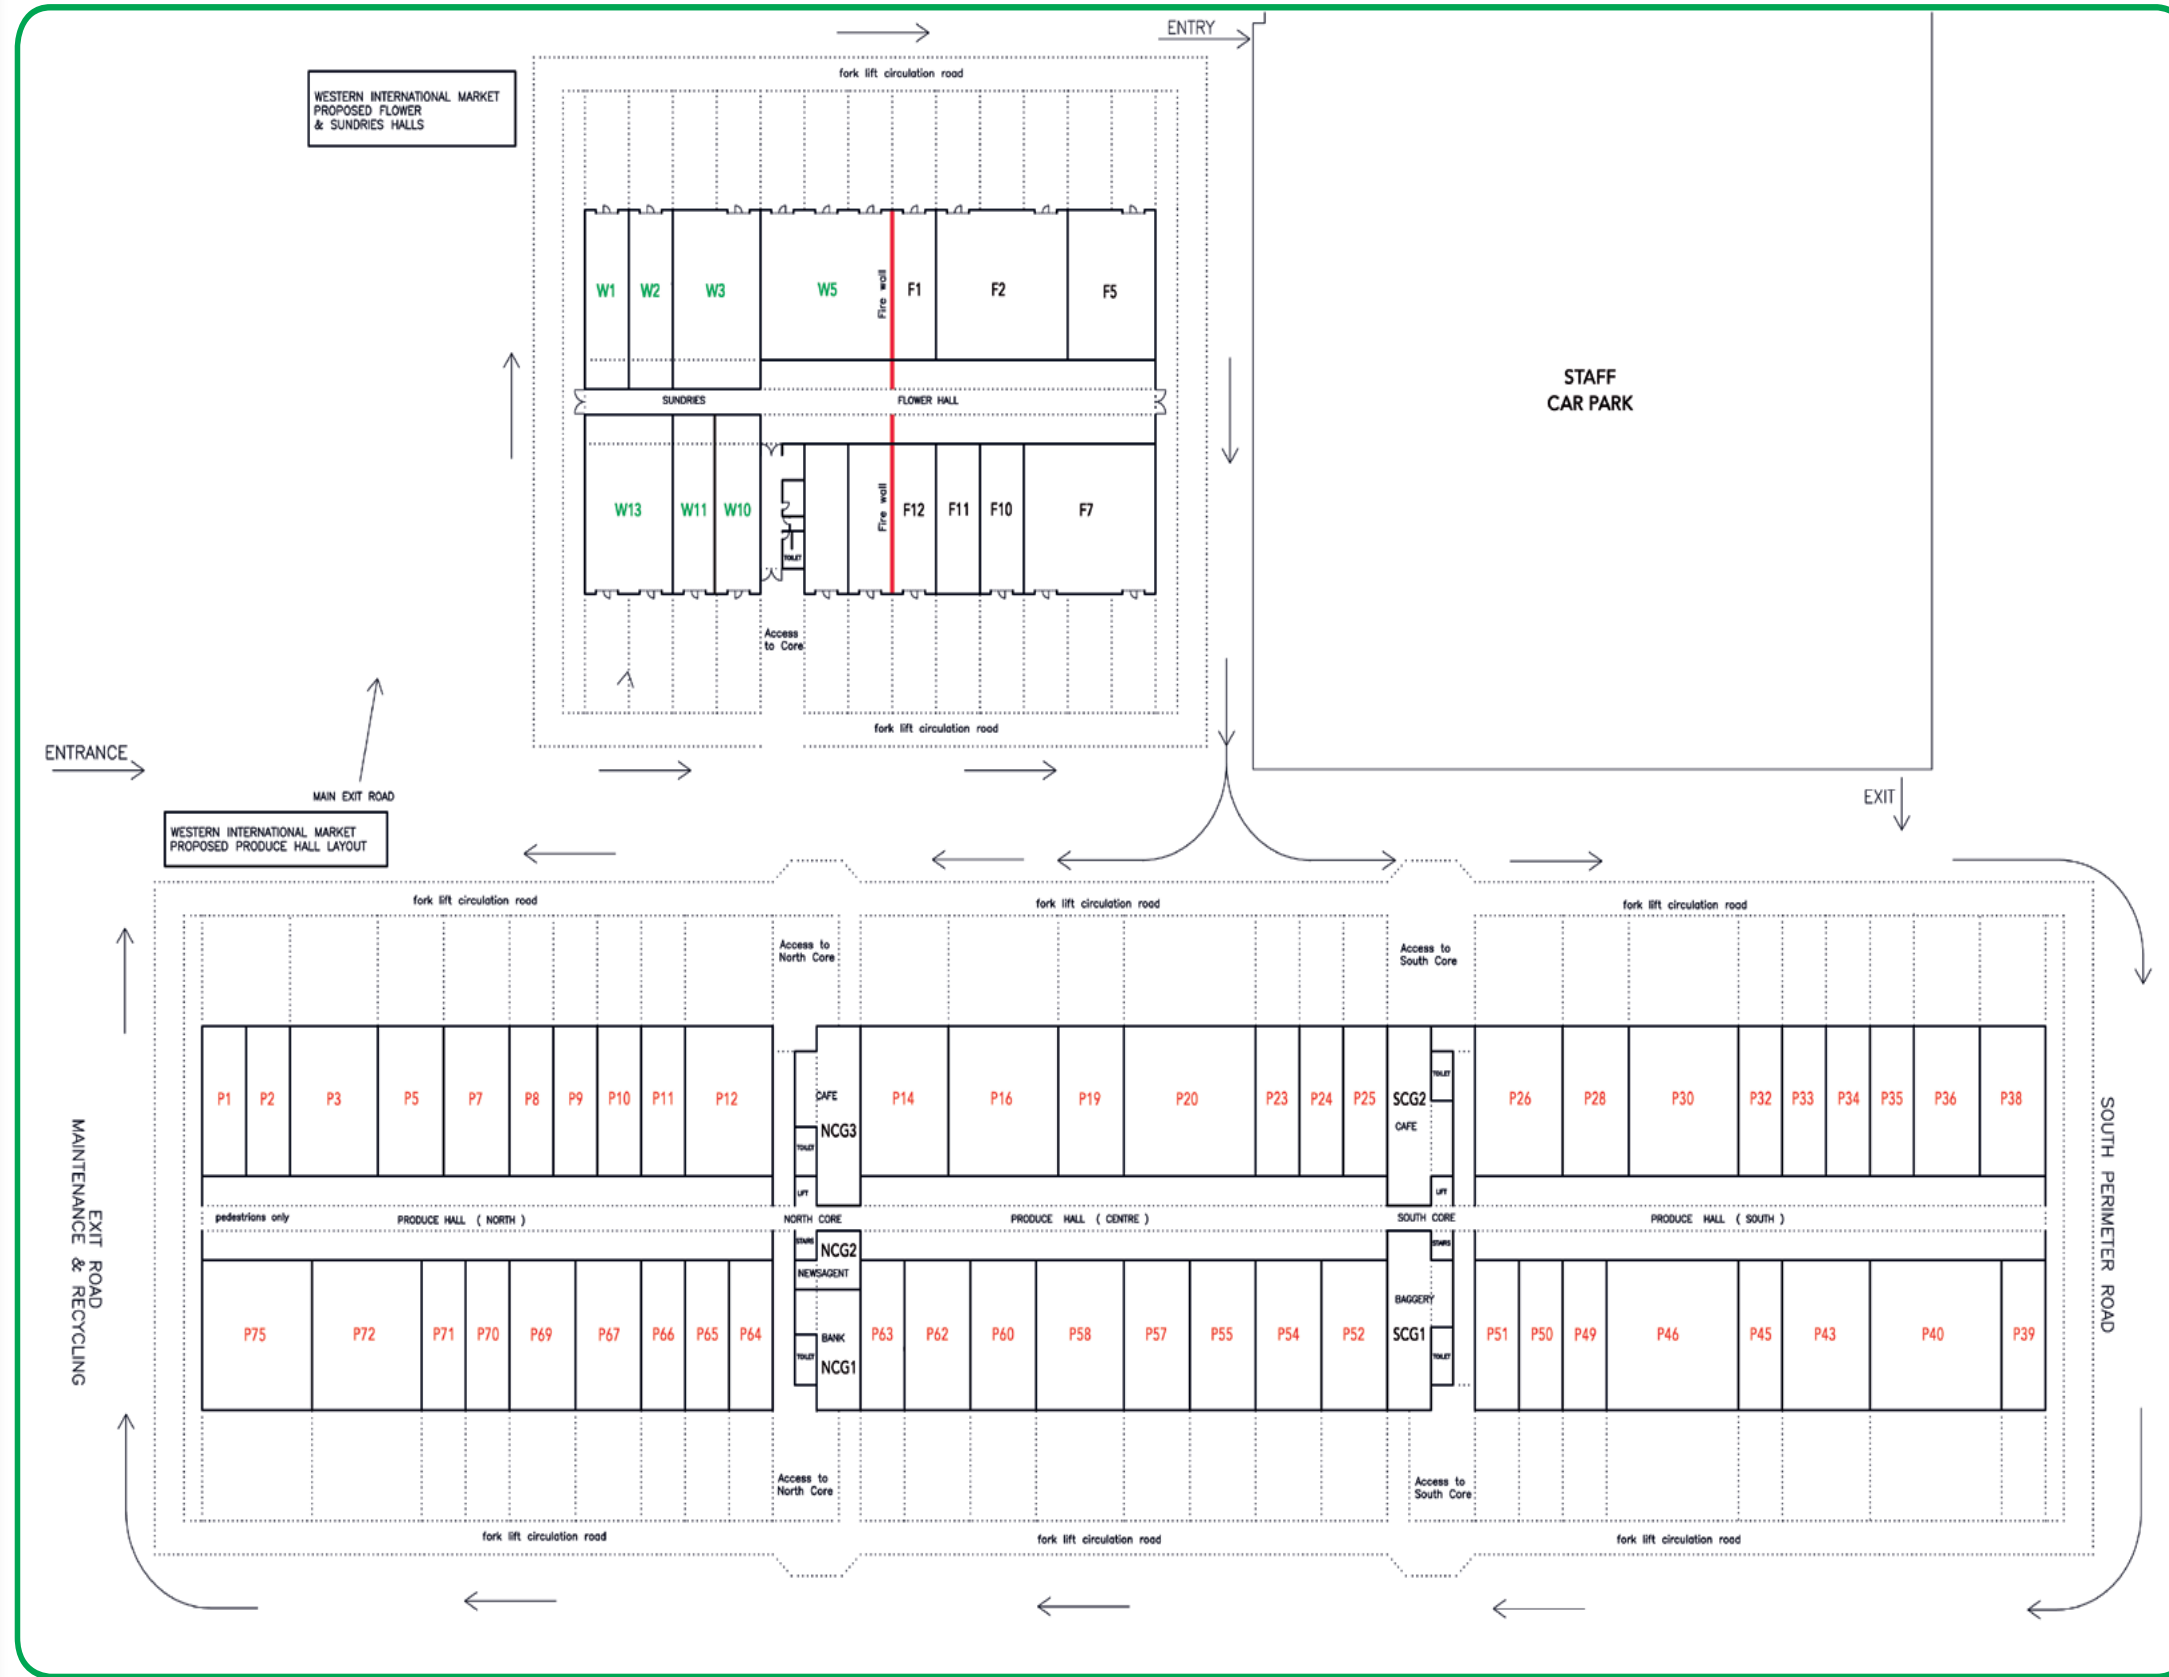 ENTRY
fork lift circulation road
WESTERN INTERNATIONAL MARKET
PROPOSED FLOWER
& SUNDRIES HALLS
W1 W2 W3 W5 Fire wall F1 F2 F5
STAFF
CAR PARK
SUNDRIES FLOWER HALL
W13 W11 W10 Fire wall F12 F11 F10 F7
TOILET
Access
to Core
fork lift circulation road
ENTRANCE
MAIN EXIT ROAD
EXIT
WESTERN INTERNATIONAL MARKET
PROPOSED PRODUCE HALL LAYOUT
fork lift circulation road fork lift circulation road fork lift circulation road
Access to
North Core
Access to
South Core
P1 P2 P3 P5 P7 P8 P9 P10 P11 P12
CAFE
NCG3
TOILET
LIFT
P14 P16 P19 P20 P23 P24 P25
SCG2
CAFE
TOILET
LIFT
P26 P28 P30 P32 P33 P34 P35 P36 P38
pedestrians only PRODUCE HALL ( NORTH ) NORTH CORE PRODUCE HALL ( CENTRE ) SOUTH CORE PRODUCE HALL ( SOUTH )
STAIRS
NCG2
NEWSAGENT
STAIRS
P75 P72 P71 P70 P69 P67 P66 P65 P64
BANK
TOILET
NCG1
P63 P62 P60 P58 P57 P55 P54 P52
BAGGERY
SCG1
TOILET
P51 P50 P49 P46 P45 P43 P40 P39
EXIT ROAD
MAINTENANCE & RECYCLING
SOUTH PERIMETER ROAD
Access to
North Core
Access to
South Core
fork lift circulation road fork lift circulation road fork lift circulation road